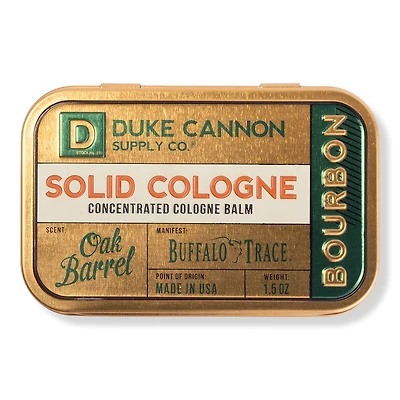 D
DUKE CANNON
SUPPLY CO.®
SOLID COLOGNE
CONCENTRATED COLOGNE BALM
SCENT:
Oak
Barrel
MANIFEST:
BUFFALO TRACE
POINT OF ORIGIN:
MADE IN USA
WEIGHT:
1.5 OZ
BOURBON